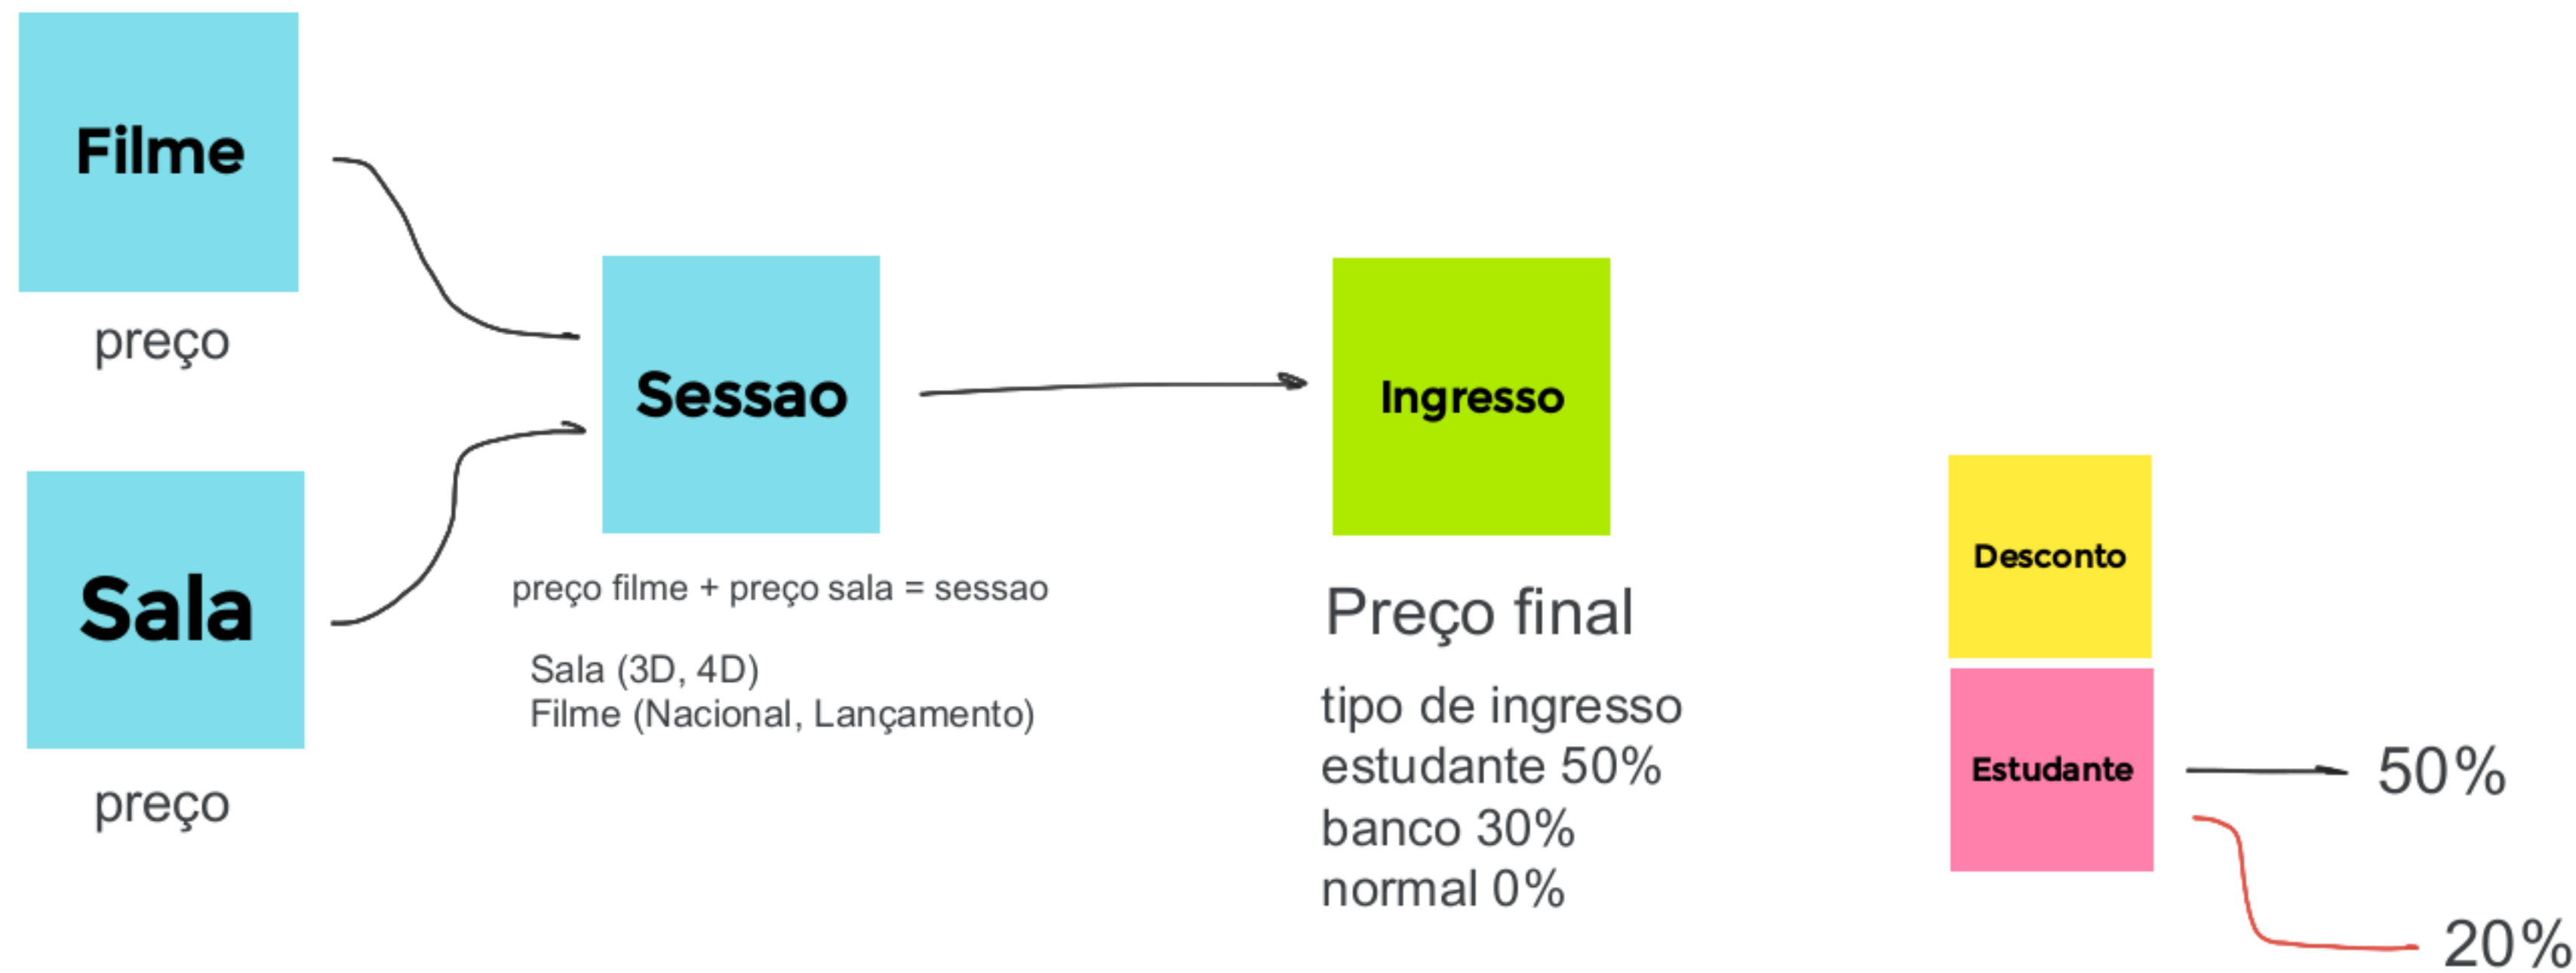 Filme
preço
Sala
preço
Sessao
preço filme + preço sala = sessao
Sala (3D, 4D)
Filme (Nacional, Lançamento)
Ingresso
Preço final
tipo de ingresso
estudante 50%
banco 30%
normal 0%
Desconto
Estudante
50%
20%